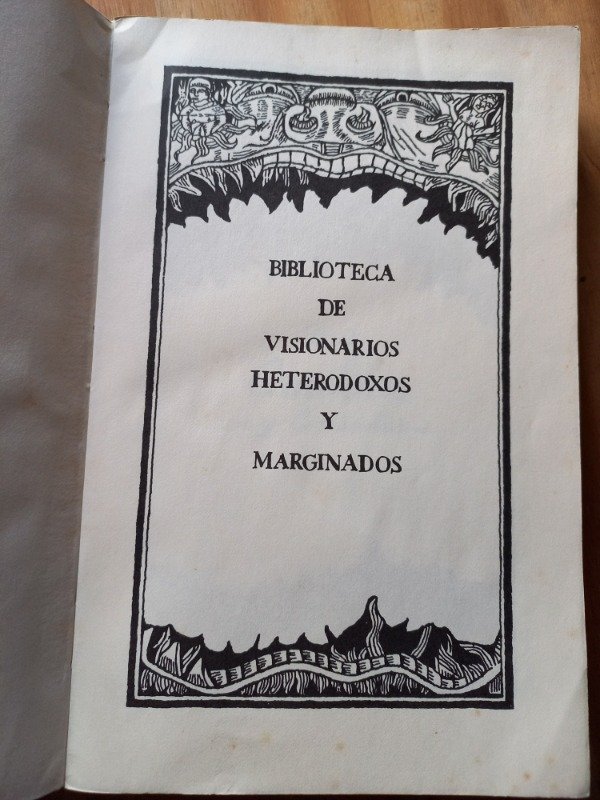 BIBLIOTECA
DE
VISIONARIOS
HETERODOXOS
Y
MARGINADOS